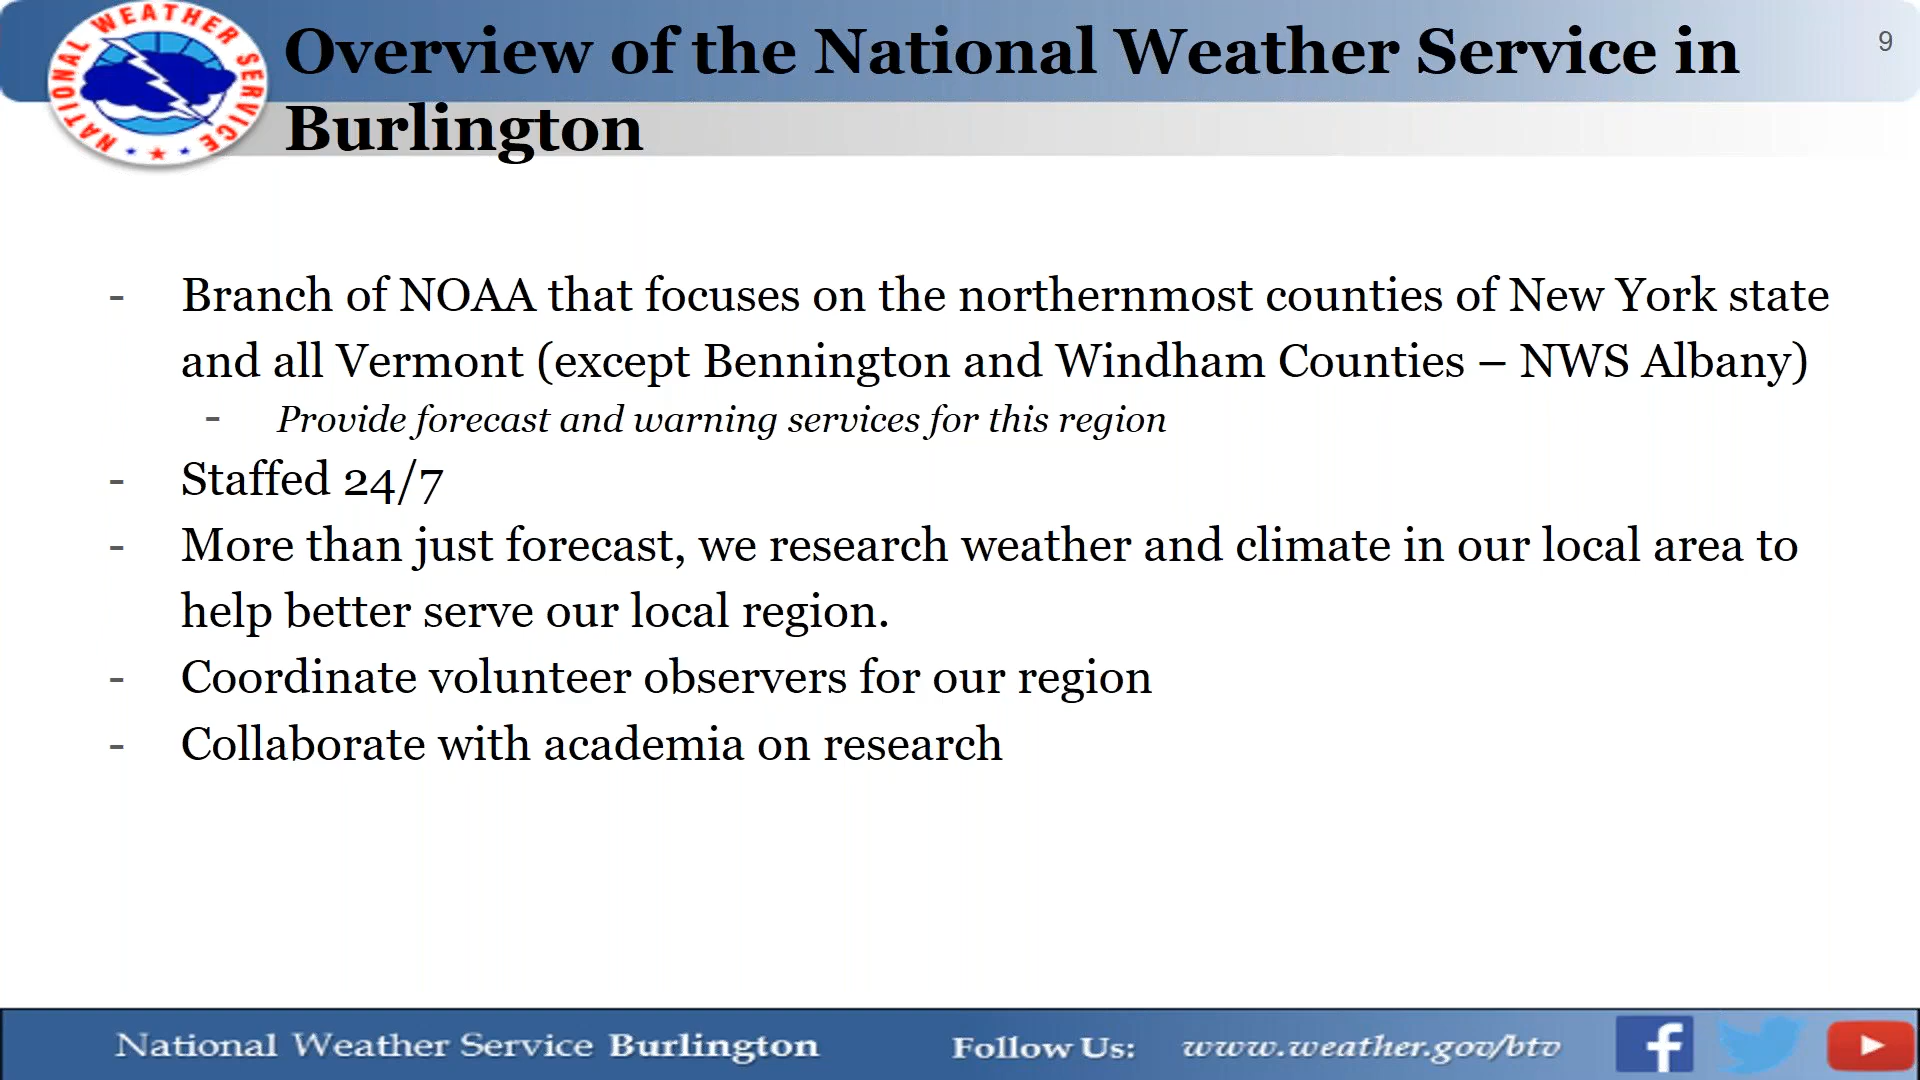 NATIONAL WEATHER SERVICE
Overview of the National Weather Service in
Burlington
9
- Branch of NOAA that focuses on the northernmost counties of New York state
and all Vermont (except Bennington and Windham Counties – NWS Albany)
- Provide forecast and warning services for this region
- Staffed 24/7
- More than just forecast, we research weather and climate in our local area to
help better serve our local region.
- Coordinate volunteer observers for our region
- Collaborate with academia on research
National Weather Service Burlington
Follow Us: www.weather.gov/btv
f